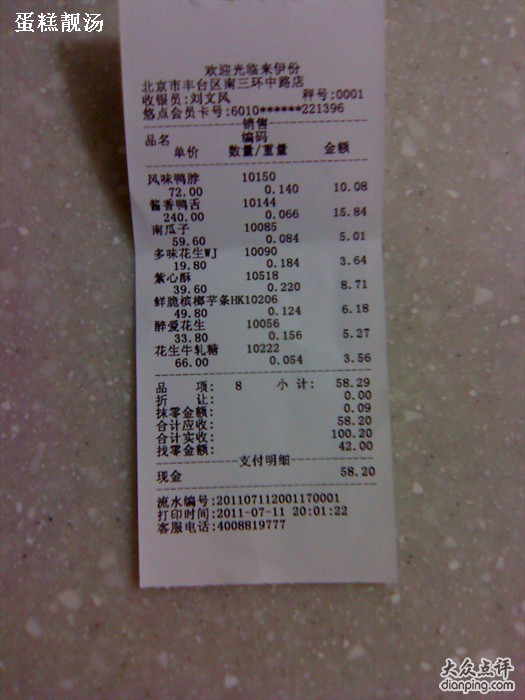 蛋糕靓汤
欢迎光临来伊份
北京市丰台区南三环中路店
收银员:刘文凤 秤号:0001
悠点会员卡号:6010******221396
销售
品名 编码
单价 数量/重量 金额
风味鸭脖 10150
72.00 0.140 10.08
酱香鸭舌 10144
240.00 0.066 15.84
南瓜子 10085
59.60 0.084 5.01
多味花生WJ 10090
19.80 0.184 3.64
紫心酥 10518
39.60 0.220 8.71
鲜脆槟榔芋条HK10206
49.80 0.124 6.18
醉爱花生 10056
33.80 0.156 5.27
花生牛轧糖 10222
66.00 0.054 3.56
品 项: 8 小 计: 58.29
折 让: 0.00
抹零金额: 0.09
合计应收: 58.20
合计实收: 100.20
找零金额: 42.00
支付明细
现金 58.20
流水编号:201107112001170001
打印时间:2011-07-11 20:01:22
客服电话:4008819777
大众点评
dianping.com